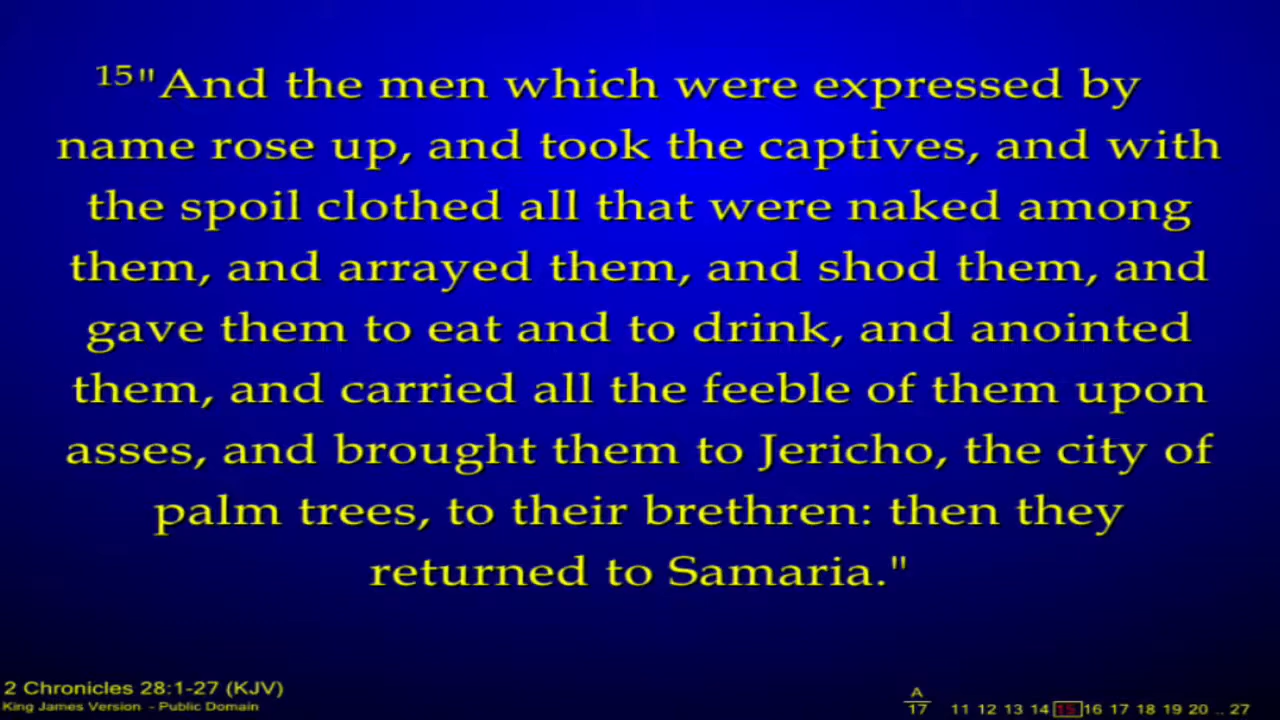 15"And the men which were expressed by
name rose up, and took the captives, and with
the spoil clothed all that were naked among
them, and arrayed them, and shod them, and
gave them to eat and to drink, and anointed
them, and carried all the feeble of them upon
asses, and brought them to Jericho, the city of
palm trees, to their brethren: then they
returned to Samaria."
2 Chronicles 28:1-27 (KJV)
King James Version - Public Domain
A
17 11 12 13 14 15 16 17 18 19 20 .. 27